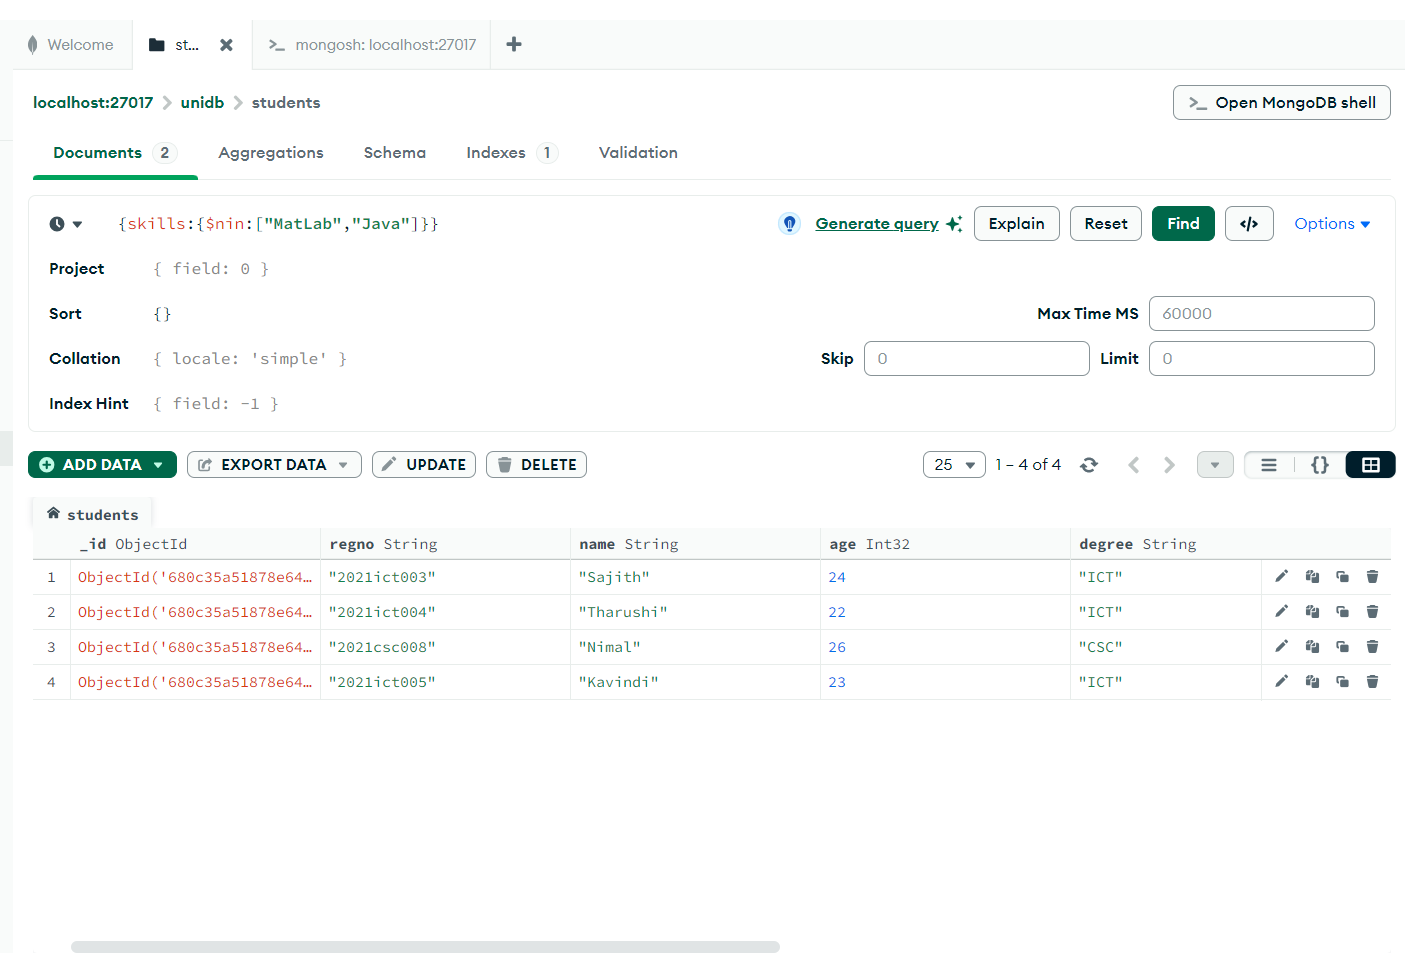 Welcome
st...
mongosh: localhost:27017
localhost:27017 > unidb > students
>_ Open MongoDB shell
Documents 2 Aggregations Schema Indexes 1 Validation
{skills:{$nin:["MatLab","Java"]}}
Generate query Explain Reset Find </> Options
Project { field: 0 }
Sort {} Max Time MS 60000
Collation { locale: 'simple' } Skip 0 Limit 0
Index Hint { field: -1 }
ADD DATA EXPORT DATA UPDATE DELETE 25 1 – 4 of 4 {}
students
_id ObjectId regno String name String age Int32 degree String
1 ObjectId('680c35a51878e64… "2021ict003" "Sajith" 24 "ICT"
2 ObjectId('680c35a51878e64… "2021ict004" "Tharushi" 22 "ICT"
3 ObjectId('680c35a51878e64… "2021csc008" "Nimal" 26 "CSC"
4 ObjectId('680c35a51878e64… "2021ict005" "Kavindi" 23 "ICT"